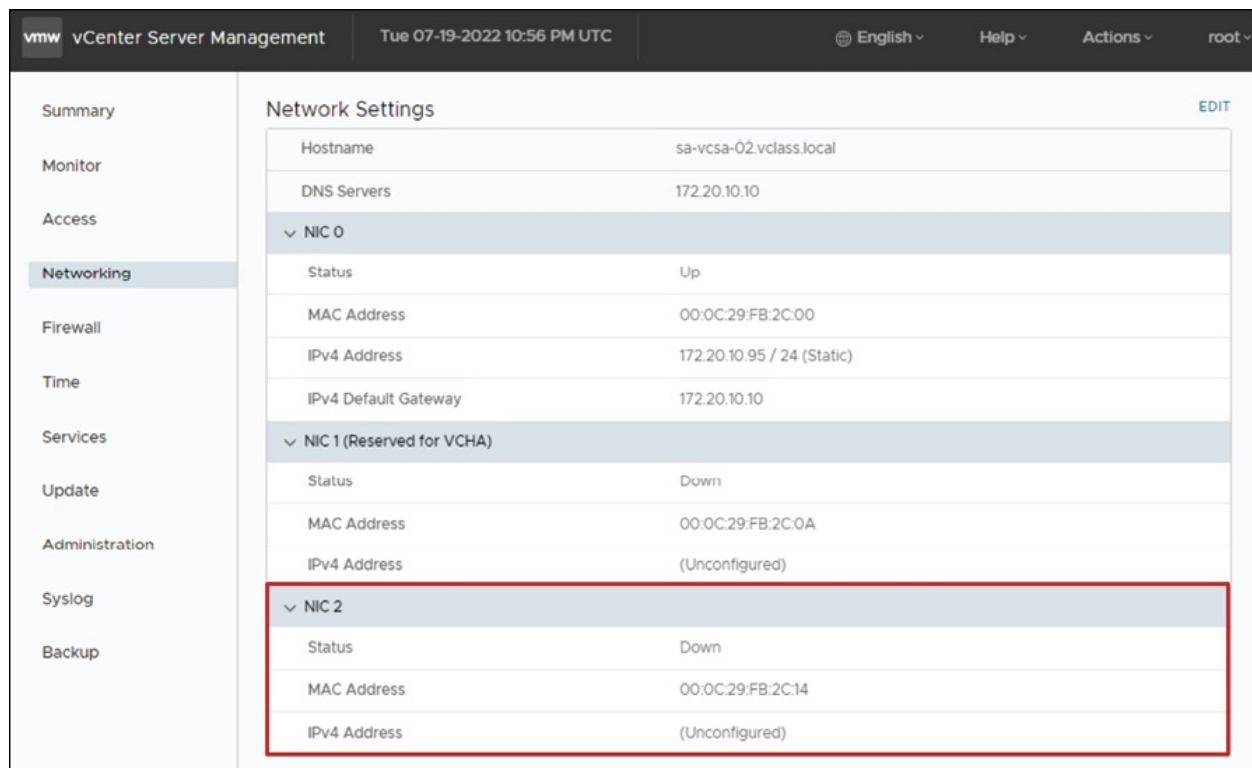 vmw vCenter Server Management Tue 07-19-2022 10:56 PM UTC English Help Actions root
Summary
Monitor
Access
Networking
Firewall
Time
Services
Update
Administration
Syslog
Backup
Network Settings EDIT
Hostname sa-vcsa-02.vclass.local
DNS Servers 172.20.10.10
NIC 0
Status Up
MAC Address 00:0C:29:FB:2C:00
IPv4 Address 172.20.10.95 / 24 (Static)
IPv4 Default Gateway 172.20.10.10
NIC 1 (Reserved for VCHA)
Status Down
MAC Address 00:0C:29:FB:2C:0A
IPv4 Address (Unconfigured)
NIC 2
Status Down
MAC Address 00:0C:29:FB:2C:14
IPv4 Address (Unconfigured)